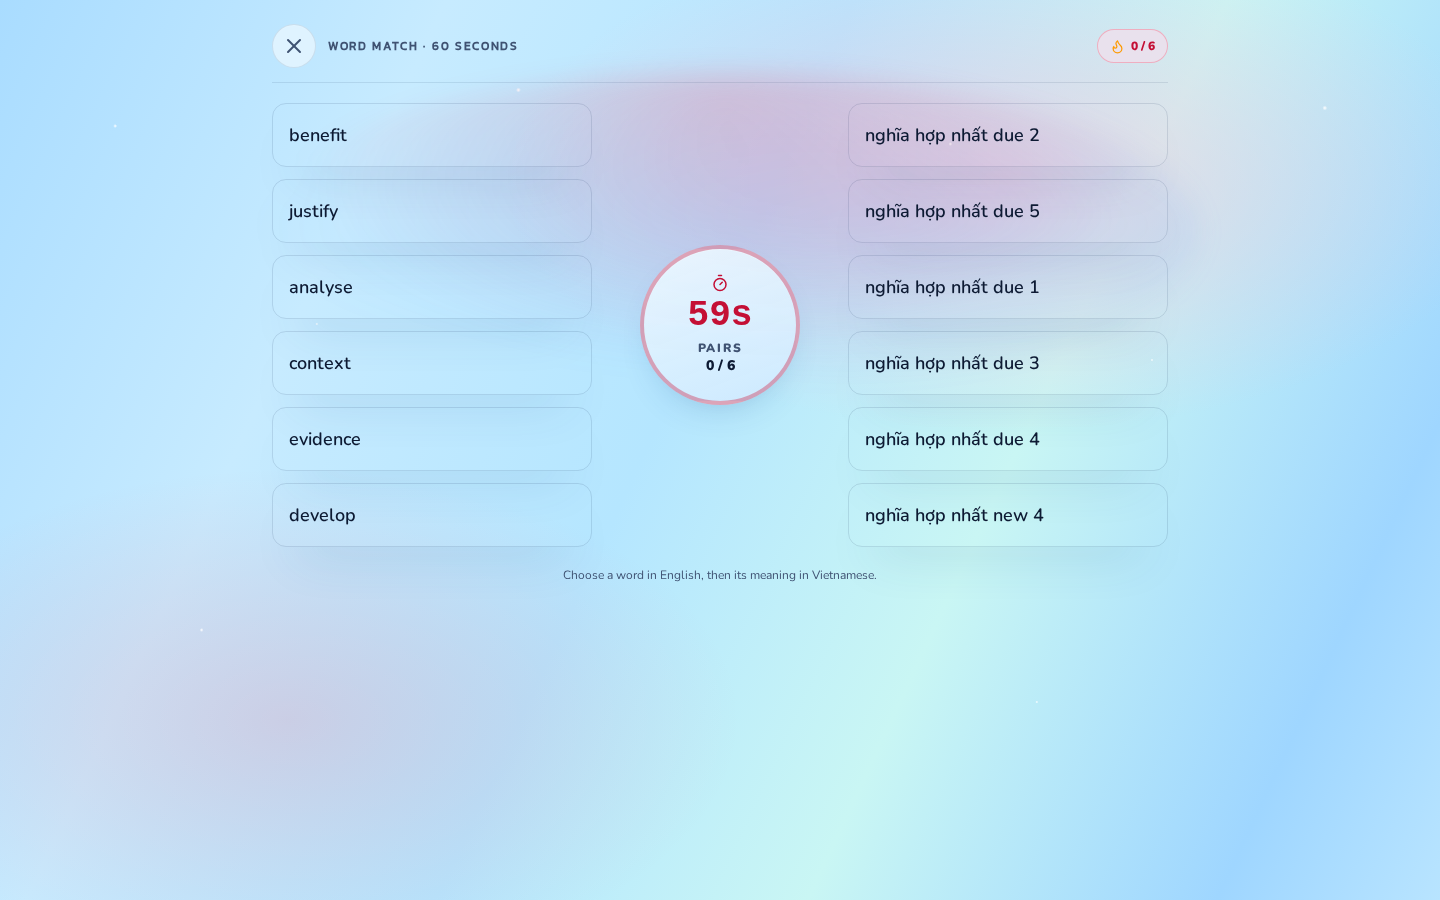 WORD MATCH · 60 SECONDS
0 / 6
benefit
nghĩa hợp nhất due 2
justify
nghĩa hợp nhất due 5
analyse
nghĩa hợp nhất due 1
59s
PAIRS
0 / 6
context
nghĩa hợp nhất due 3
evidence
nghĩa hợp nhất due 4
develop
nghĩa hợp nhất new 4
Choose a word in English, then its meaning in Vietnamese.